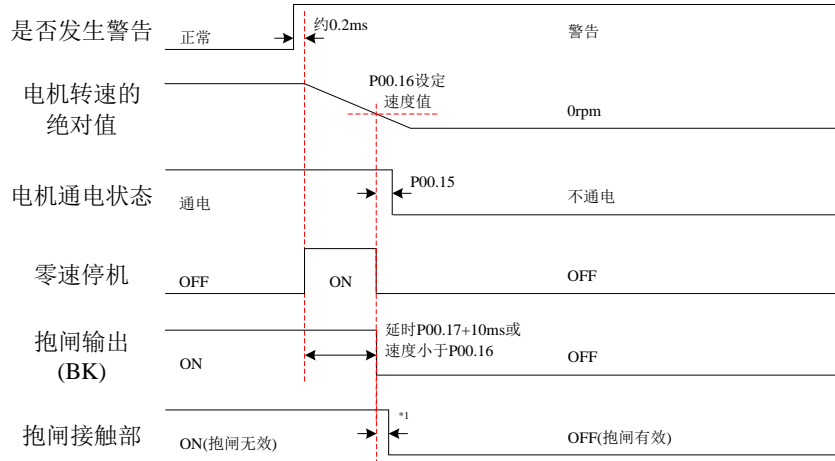 是否发生警告
正常
约0.2ms
警告
电机转速的
绝对值
P00.16设定
速度值
0rpm
电机通电状态
通电
P00.15
不通电
零速停机
OFF
ON
OFF
抱闸输出
(BK)
ON
延时P00.17+10ms或
速度小于P00.16
OFF
抱闸接触部
ON(抱闸无效)
*1
OFF(抱闸有效)